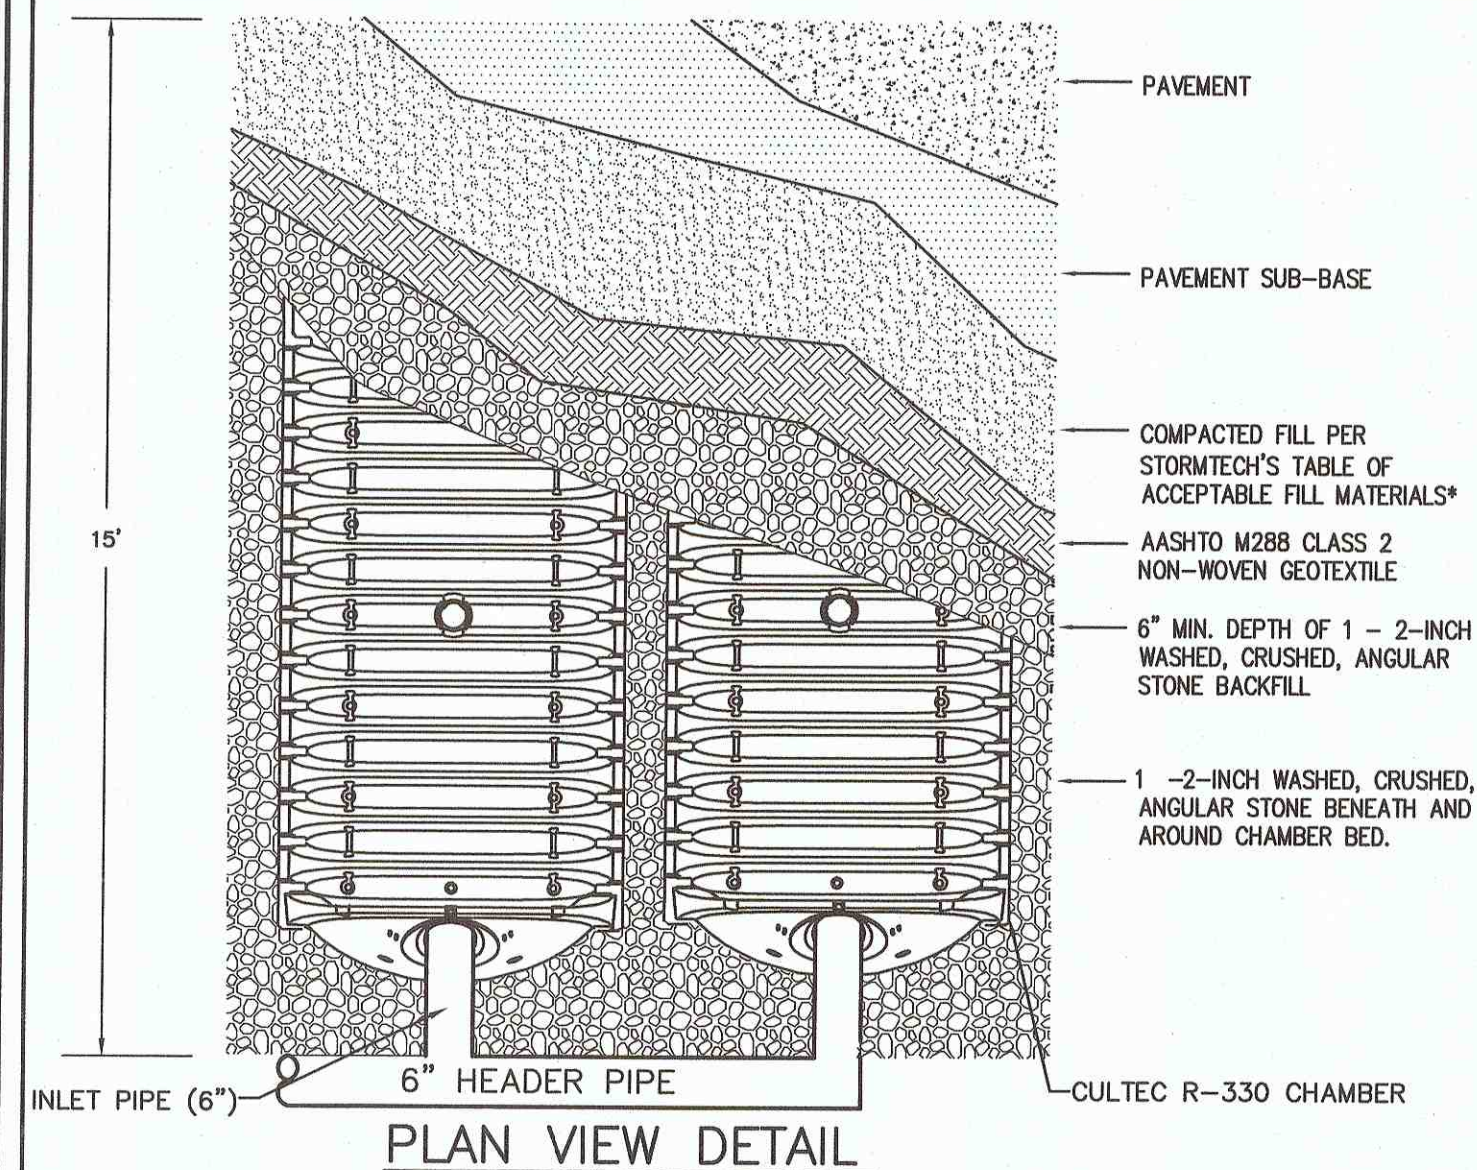 PAVEMENT
PAVEMENT SUB-BASE
COMPACTED FILL PER
STORMTECH'S TABLE OF
ACCEPTABLE FILL MATERIALS*
15'
AASHTO M288 CLASS 2
NON-WOVEN GEOTEXTILE
6" MIN. DEPTH OF 1 - 2-INCH
WASHED, CRUSHED, ANGULAR
STONE BACKFILL
1 -2-INCH WASHED, CRUSHED,
ANGULAR STONE BENEATH AND
AROUND CHAMBER BED.
6" HEADER PIPE
INLET PIPE (6")
CULTEC R-330 CHAMBER
PLAN VIEW DETAIL